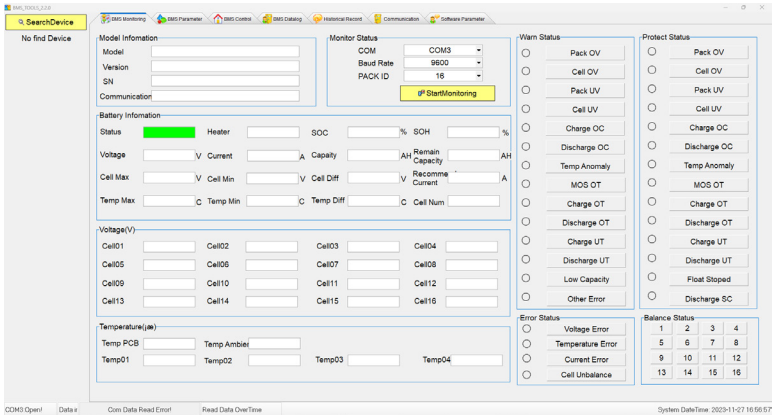 BMS_TOOLS_2.2.0
SearchDevice
No find Device
BMS Monitoring BMS Parameter BMS Control BMS Datalog Historical Record Communication Software Parameter
Model Infomation
Model
Version
SN
Communication
Monitor Status
COM COM3
Baud Rate 9600
PACK ID 16
StartMonitoring
Battery Infomation
Status Heater SOC % SOH %
Voltage V Current A Capaity AH Remain Capacity AH
Cell Max V Cell Min V Cell Diff V Recomme Current A
Temp Max C Temp Min C Temp Diff C Cell Num
Voltage(V)
Cell01 Cell02 Cell03 Cell04
Cell05 Cell06 Cell07 Cell08
Cell09 Cell10 Cell11 Cell12
Cell13 Cell14 Cell15 Cell16
Temperature(µæ)
Temp PCB Temp Ambier
Temp01 Temp02 Temp03 Temp04
Warn Status
Pack OV
Cell OV
Pack UV
Cell UV
Charge OC
Discharge OC
Temp Anomaly
MOS OT
Charge OT
Discharge OT
Charge UT
Discharge UT
Low Capacity
Other Error
Protect Status
Pack OV
Cell OV
Pack UV
Cell UV
Charge OC
Discharge OC
Temp Anomaly
MOS OT
Charge OT
Discharge OT
Charge UT
Discharge UT
Float Stoped
Discharge SC
Error Status
Voltage Error
Temperature Error
Current Error
Cell Unbalance
Balance Status
1 2 3 4
5 6 7 8
9 10 11 12
13 14 15 16
COM3:Open/ Data ır Com Data Read Error! Read Data OverTime System DateTime: 2023-11-27 16:56:57